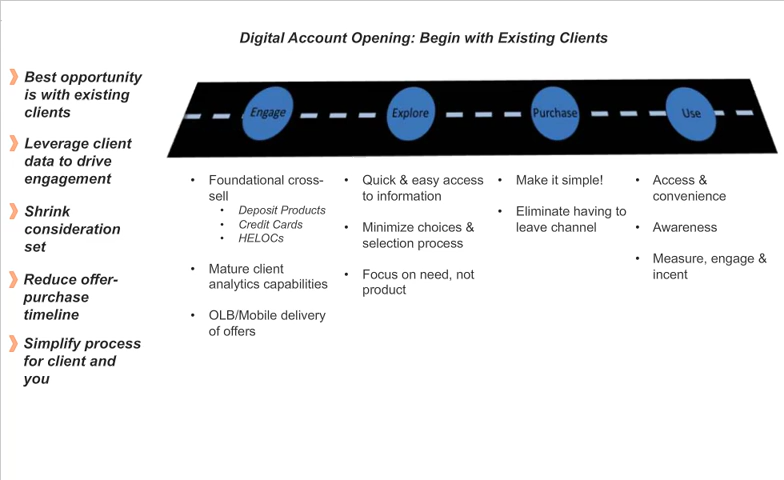 Digital Account Opening: Begin with Existing Clients
Best opportunity
is with existing
clients
Leverage client
data to drive
engagement
Shrink
consideration
set
Reduce offer-
purchase
timeline
Simplify process
for client and
you
Engage
Explore
Purchase
Use
• Foundational cross-
sell
• Deposit Products
• Credit Cards
• HELOCs
• Mature client
analytics capabilities
• OLB/Mobile delivery
of offers
• Quick & easy access
to information
• Minimize choices &
selection process
• Focus on need, not
product
• Make it simple!
• Eliminate having to
leave channel
• Access &
convenience
• Awareness
• Measure, engage &
incent